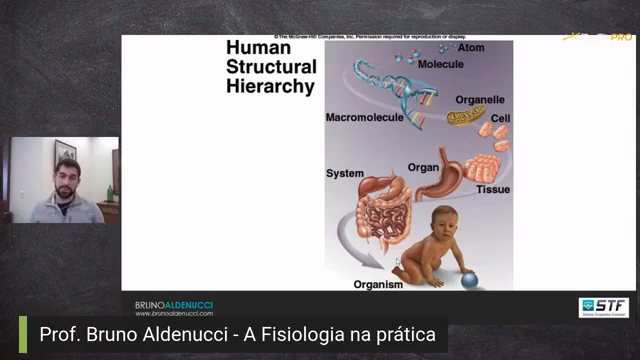 © The McGraw-Hill Companies, Inc. Permission required for reproduction or display.
Human
Structural
Hierarchy
Atom
Molecule
Organelle
Macromolecule
Cell
Organ
System
Tissue
Organism
BRUNOALDENUCCI
www.brunoaldenucci.com
STF
Prof. Bruno Aldenucci - A Fisiologia na prática